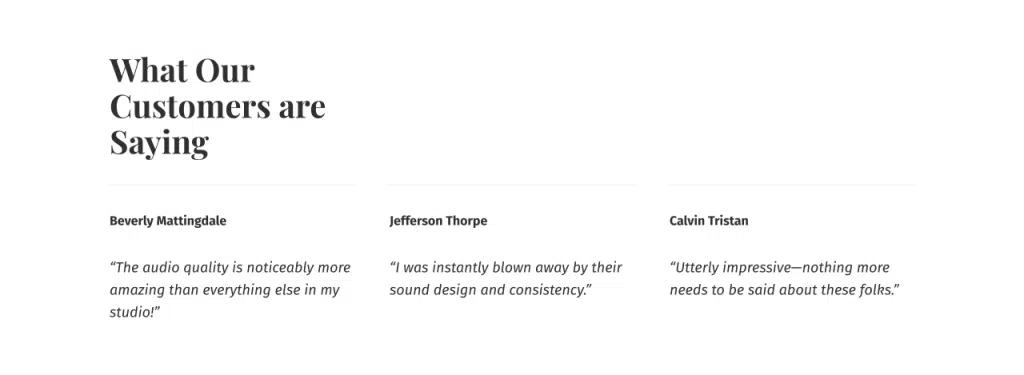 What Our
Customers are
Saying
Beverly Mattingdale
“The audio quality is noticeably more
amazing than everything else in my
studio!”
Jefferson Thorpe
“I was instantly blown away by their
sound design and consistency.”
Calvin Tristan
“Utterly impressive—nothing more
needs to be said about these folks.”